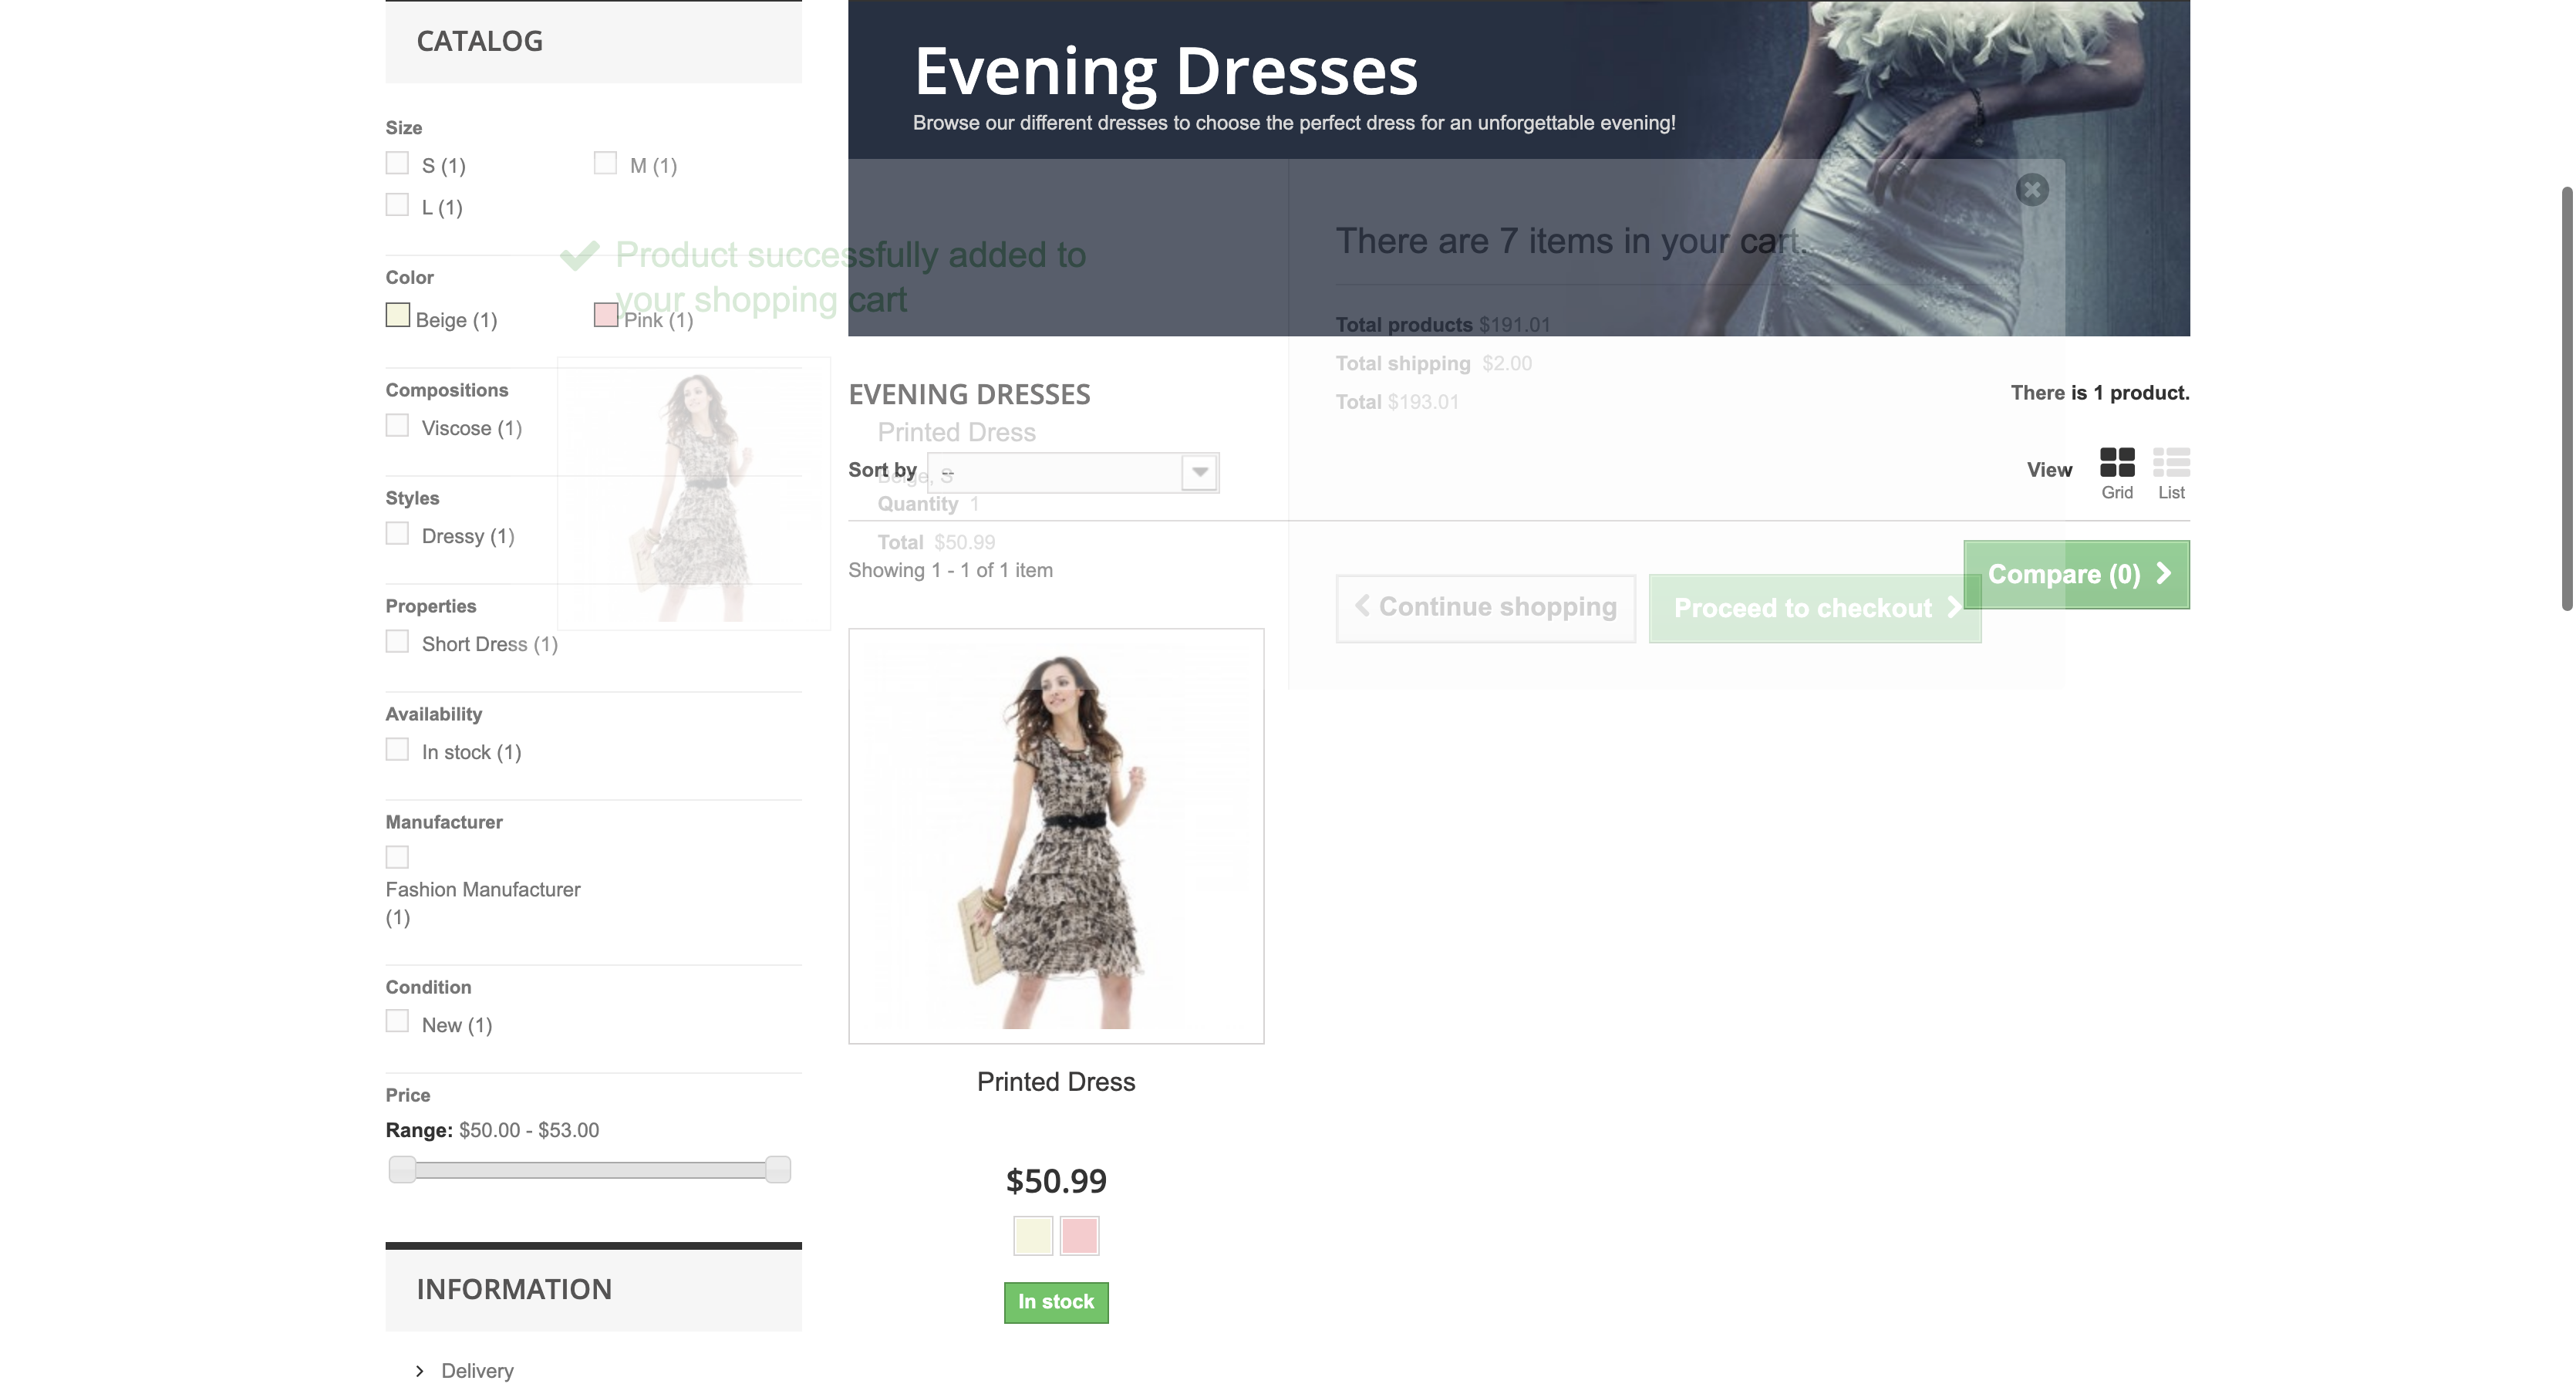 CATALOG
Size
S (1)
M (1)
L (1)
Color
Beige (1)
Pink (1)
Compositions
Viscose (1)
Styles
Dressy (1)
Properties
Short Dress (1)
Availability
In stock (1)
Manufacturer
Fashion Manufacturer
(1)
Condition
New (1)
Price
Range: $50.00 - $53.00
INFORMATION
Delivery
Evening Dresses
Browse our different dresses to choose the perfect dress for an unforgettable evening!
Product successfully added to
your shopping cart
Printed Dress
Beige, S
Quantity 1
Total $50.99
There are 7 items in your cart.
Total products $191.01
Total shipping $2.00
Total $193.01
Continue shopping
Proceed to checkout
EVENING DRESSES
There is 1 product.
Sort by --
View
Grid
List
Showing 1 - 1 of 1 item
Compare (0)
Printed Dress
$50.99
In stock